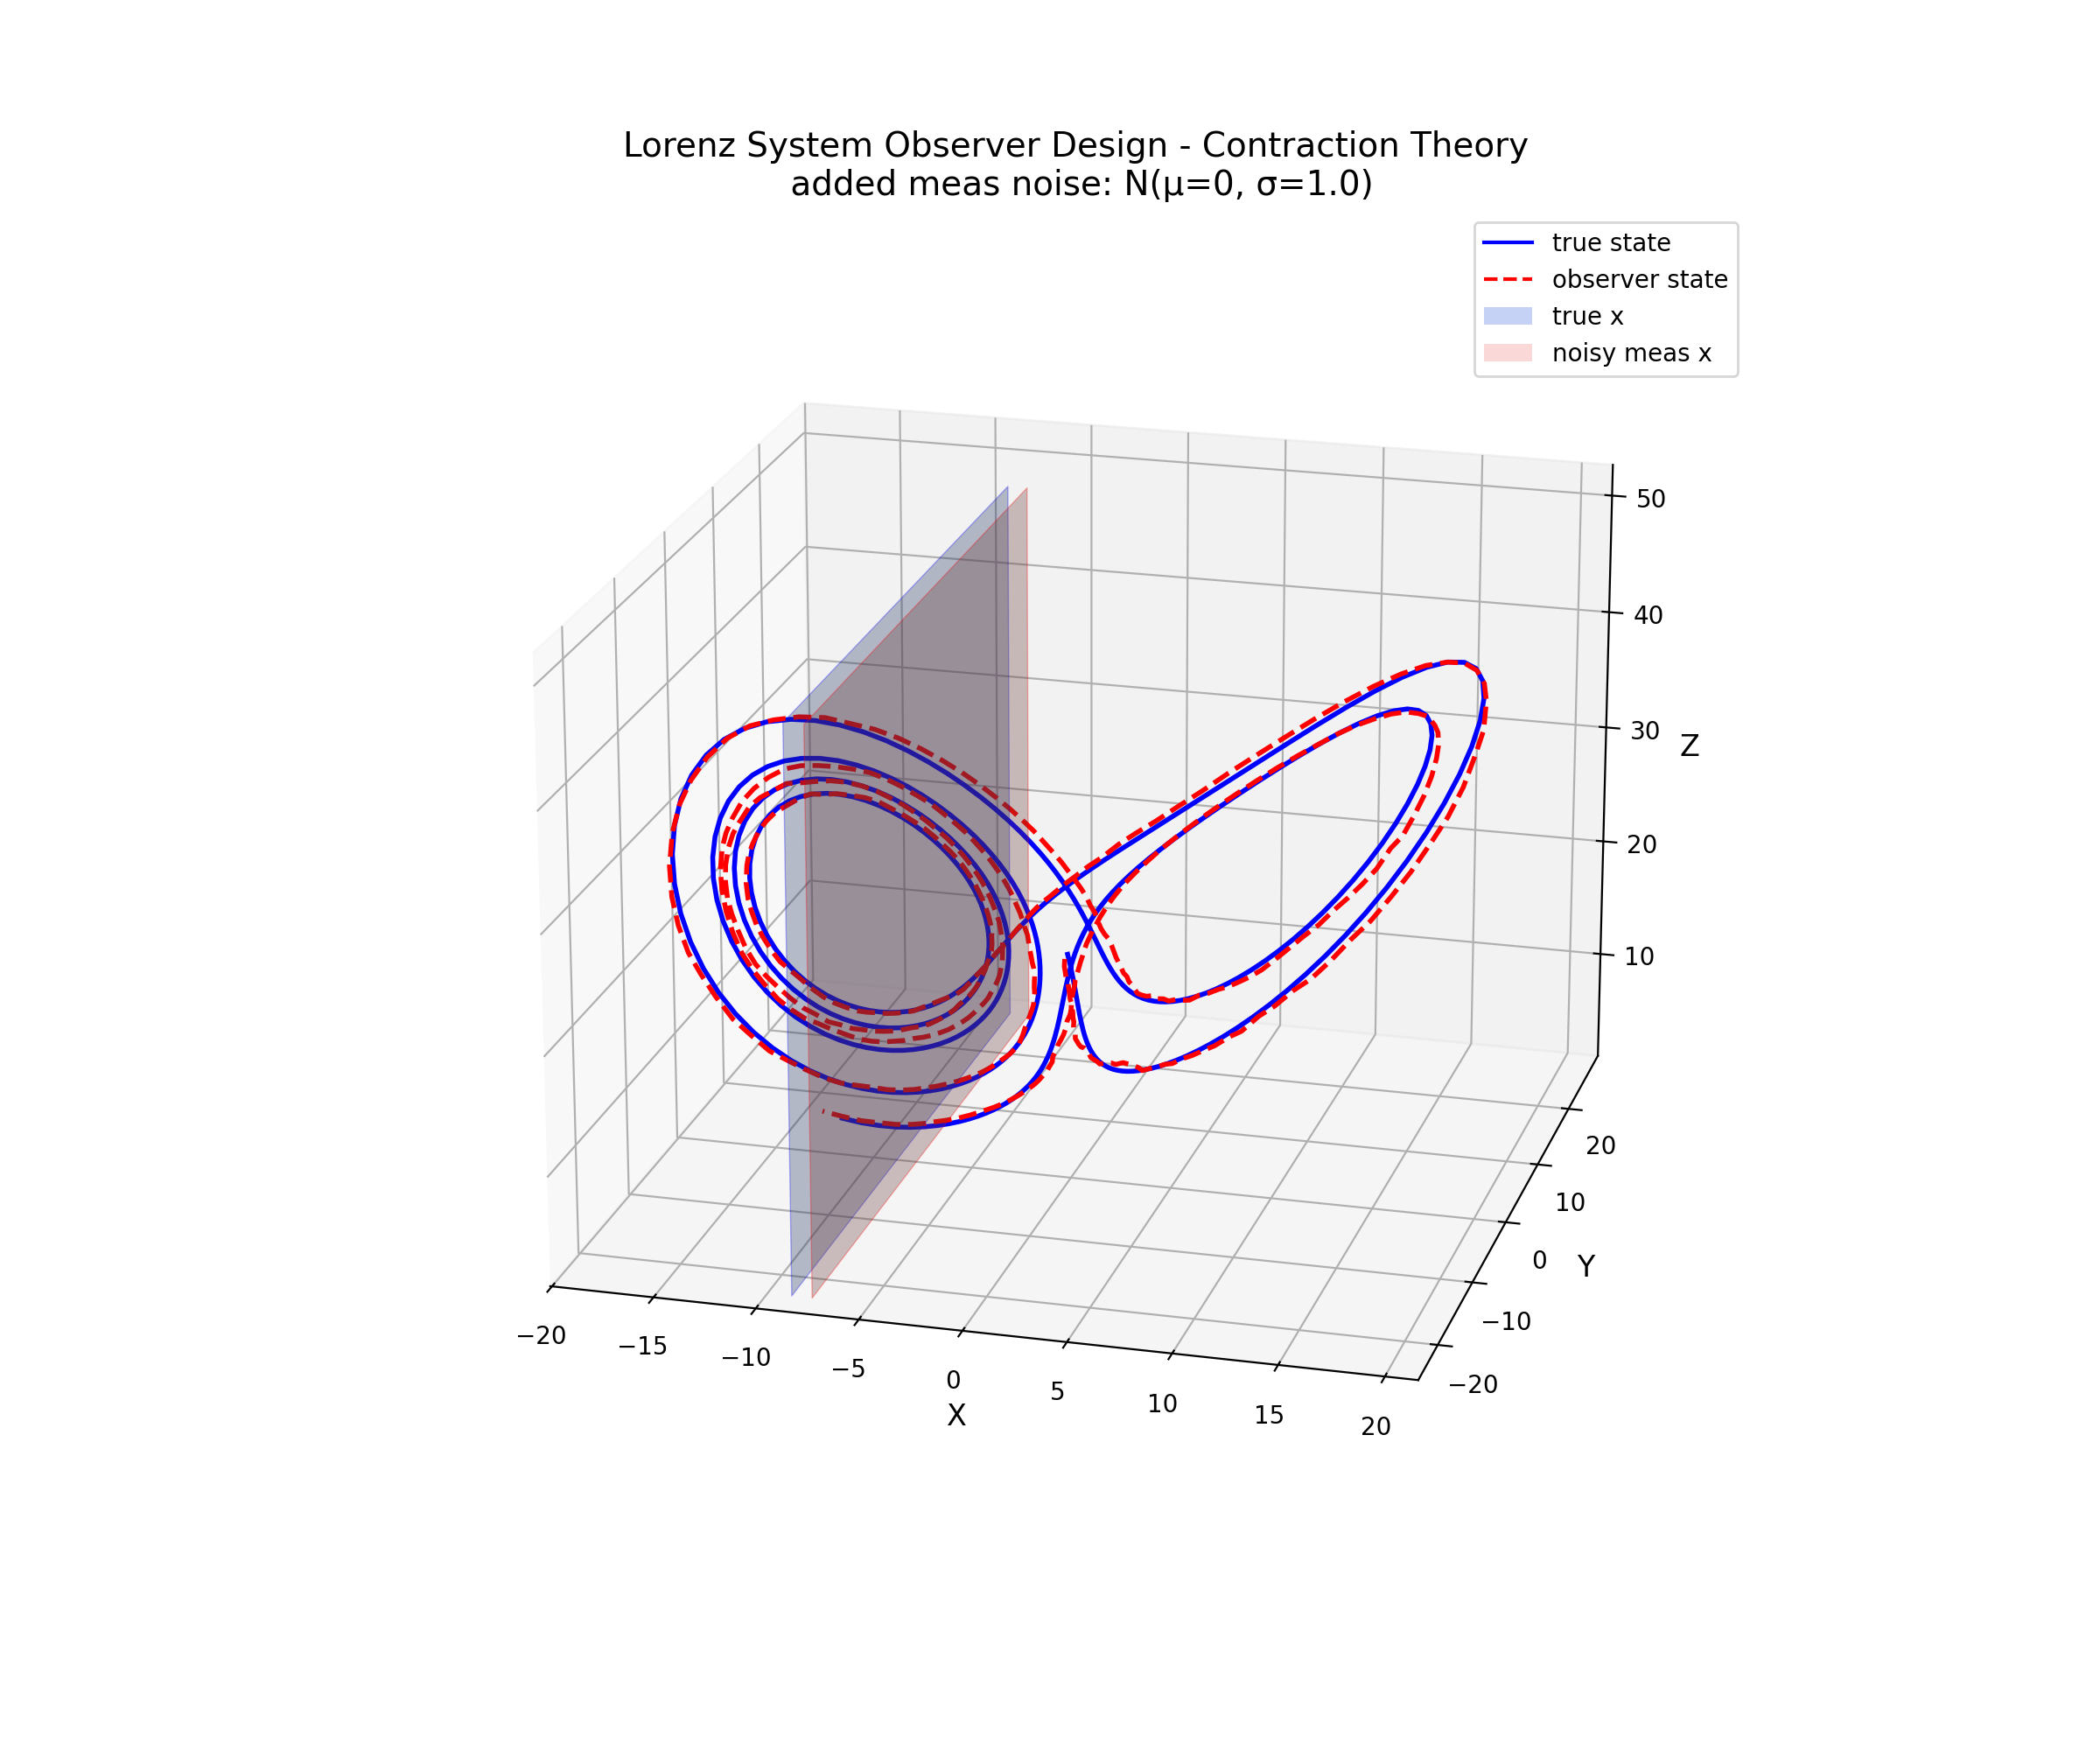 Lorenz System Observer Design - Contraction Theory
added meas noise: N(μ=0, σ=1.0)
true state
observer state
true x
noisy meas x
50
40
30
Z
20
10
20
10
0
Y
−10
−20
−20
−15
−10
−5
0
5
10
15
20
X